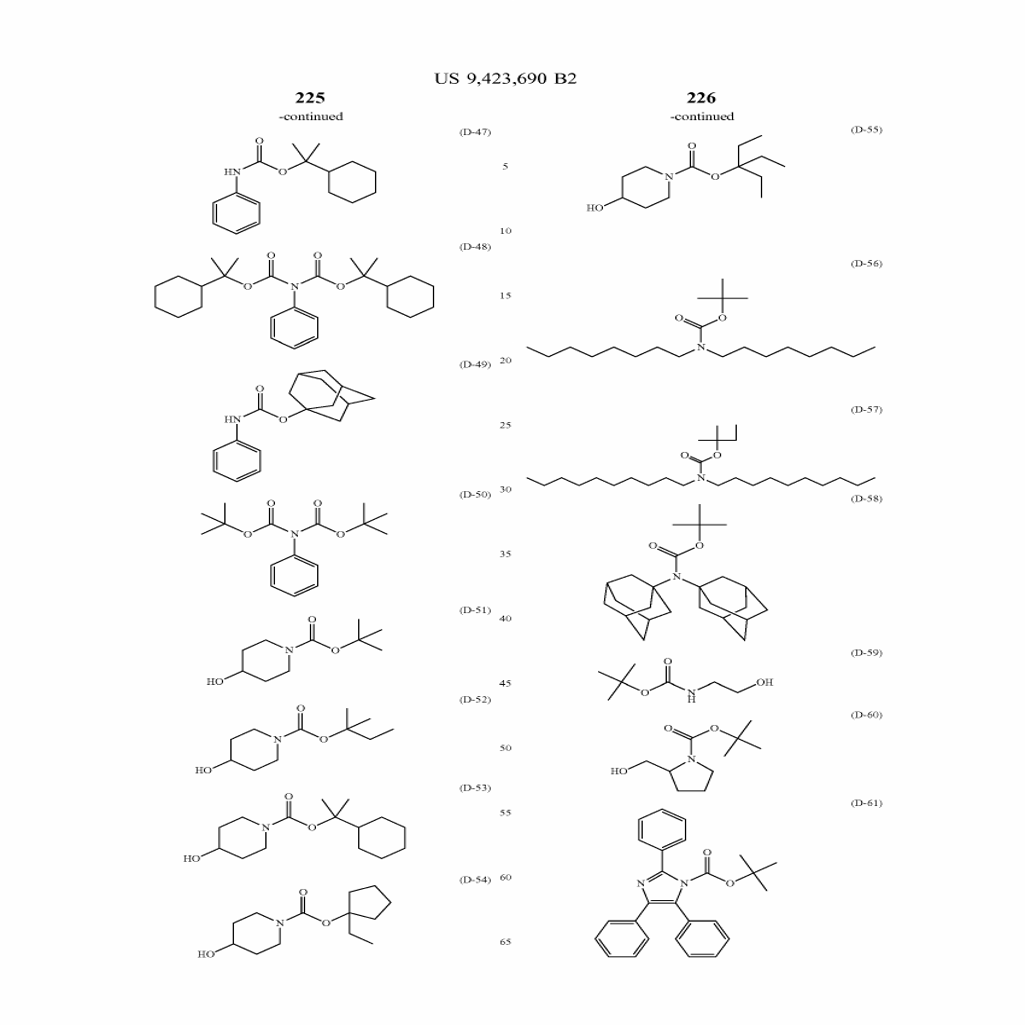 US 9,423,690 B2
225
-continued
(D-47)
O
HN
O
(D-48)
O
O
O
N
O
(D-49)
O
HN
O
(D-50)
O
O
O
N
O
(D-51)
O
N
O
HO
(D-52)
O
N
O
HO
(D-53)
O
N
O
HO
(D-54)
O
N
O
HO
5
10
15
20
25
30
35
40
45
50
55
60
65
226
-continued
(D-55)
O
N
O
HO
(D-56)
O
O
N
(D-57)
O
O
N
(D-58)
O
O
N
(D-59)
O
OH
O
N
H
(D-60)
O
O
N
HO
(D-61)
O
N
N
O